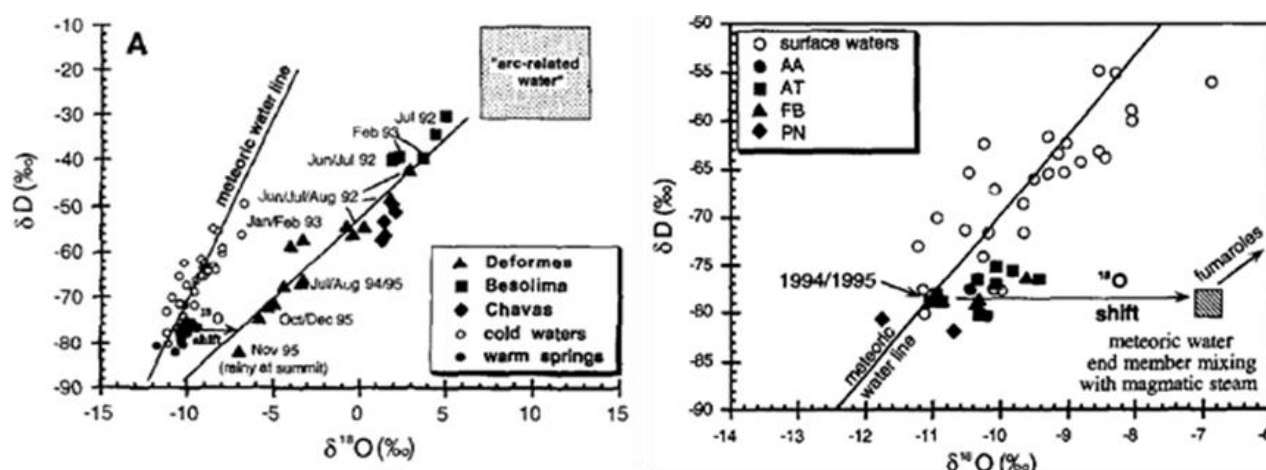 A
δD (‰)
-10
-20
-30
-40
-50
-60
-70
-80
-90
meteoric water line
"arc-related
water"
Jul 92
Feb 93
Jun/Jul 92
Jun/Jul/Aug 92
Jan/Feb 93
Jul/Aug 94/95
Oct/Dec 95
Nov 95
(rainy at summit)
18
O
shift
Deformes
Besolima
Chavas
cold waters
warm springs
-15
-10
-5
0
5
10
15
δ¹⁸O (‰)
δD (‰)
-50
-55
-60
-65
-70
-75
-80
-85
-90
surface waters
AA
AT
FB
PN
1994/1995
meteoric
water line
¹⁸O
shift
fumaroles
meteoric water
end member mixing
with magmatic steam
-14
-13
-12
-11
-10
-9
-8
-7
δ¹⁸O (‰)